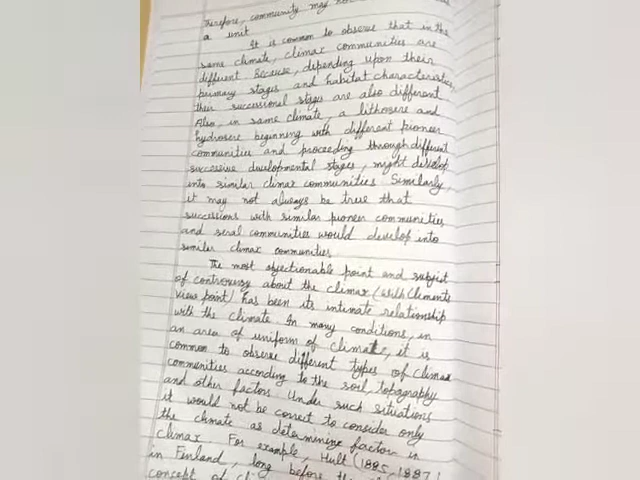 Therefore, community may
a unit
It is common to observe that in the
same climate, climax communities are
different Because, depending upon their
primary stages and habitat characteristics,
their successional stages are also different
Also, in same climate, a lithosere and
hydrosere beginning with different pioneer
communities and proceeding through different
successive developmental stages, might develop
into similar climax communities Similarly,
it may not always be true that
successions with similar pioneer communities
and seral communities would develop into
similar climax communities.
The most objectionable point and subject
of controversy about the climax (with Clements
view point) has been its intimate relationship
with the climate In many conditions, in
an area of uniform of climate, it is
common to observe different types of climax
communities according to the soil, topography
and other factors Under such situations
it would not be correct to consider only
the climate as determining factor in
climax. For example, Hult (1885, 1887)
in Finland, long before the
concept of